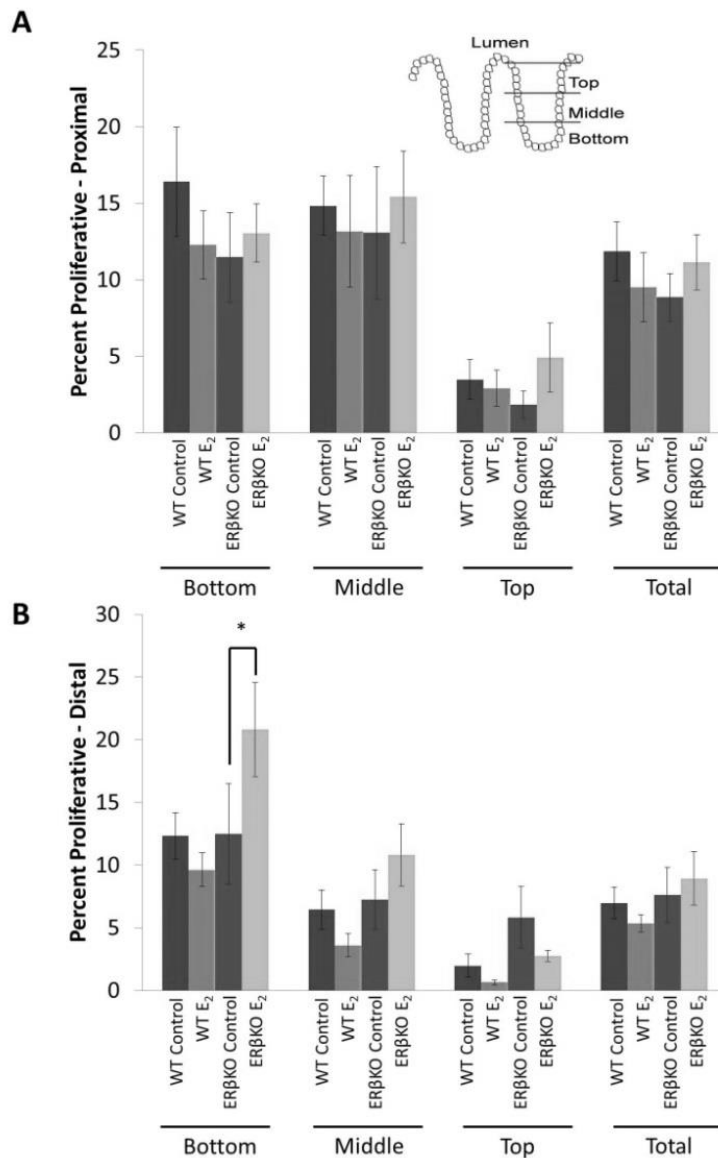 A
Percent Proliferative - Proximal
25
20
15
10
5
0
Lumen
Top
Middle
Bottom
WT Control
WT E₂
ERβKO Control
ERβKO E₂
WT Control
WT E₂
ERβKO Control
ERβKO E₂
WT Control
WT E₂
ERβKO Control
ERβKO E₂
WT Control
WT E₂
ERβKO Control
ERβKO E₂
Bottom
Middle
Top
Total
B
Percent Proliferative - Distal
30
25
20
15
10
5
0
*
WT Control
WT E₂
ERβKO Control
ERβKO E₂
WT Control
WT E₂
ERβKO Control
ERβKO E₂
WT Control
WT E₂
ERβKO Control
ERβKO E₂
WT Control
WT E₂
ERβKO Control
ERβKO E₂
Bottom
Middle
Top
Total